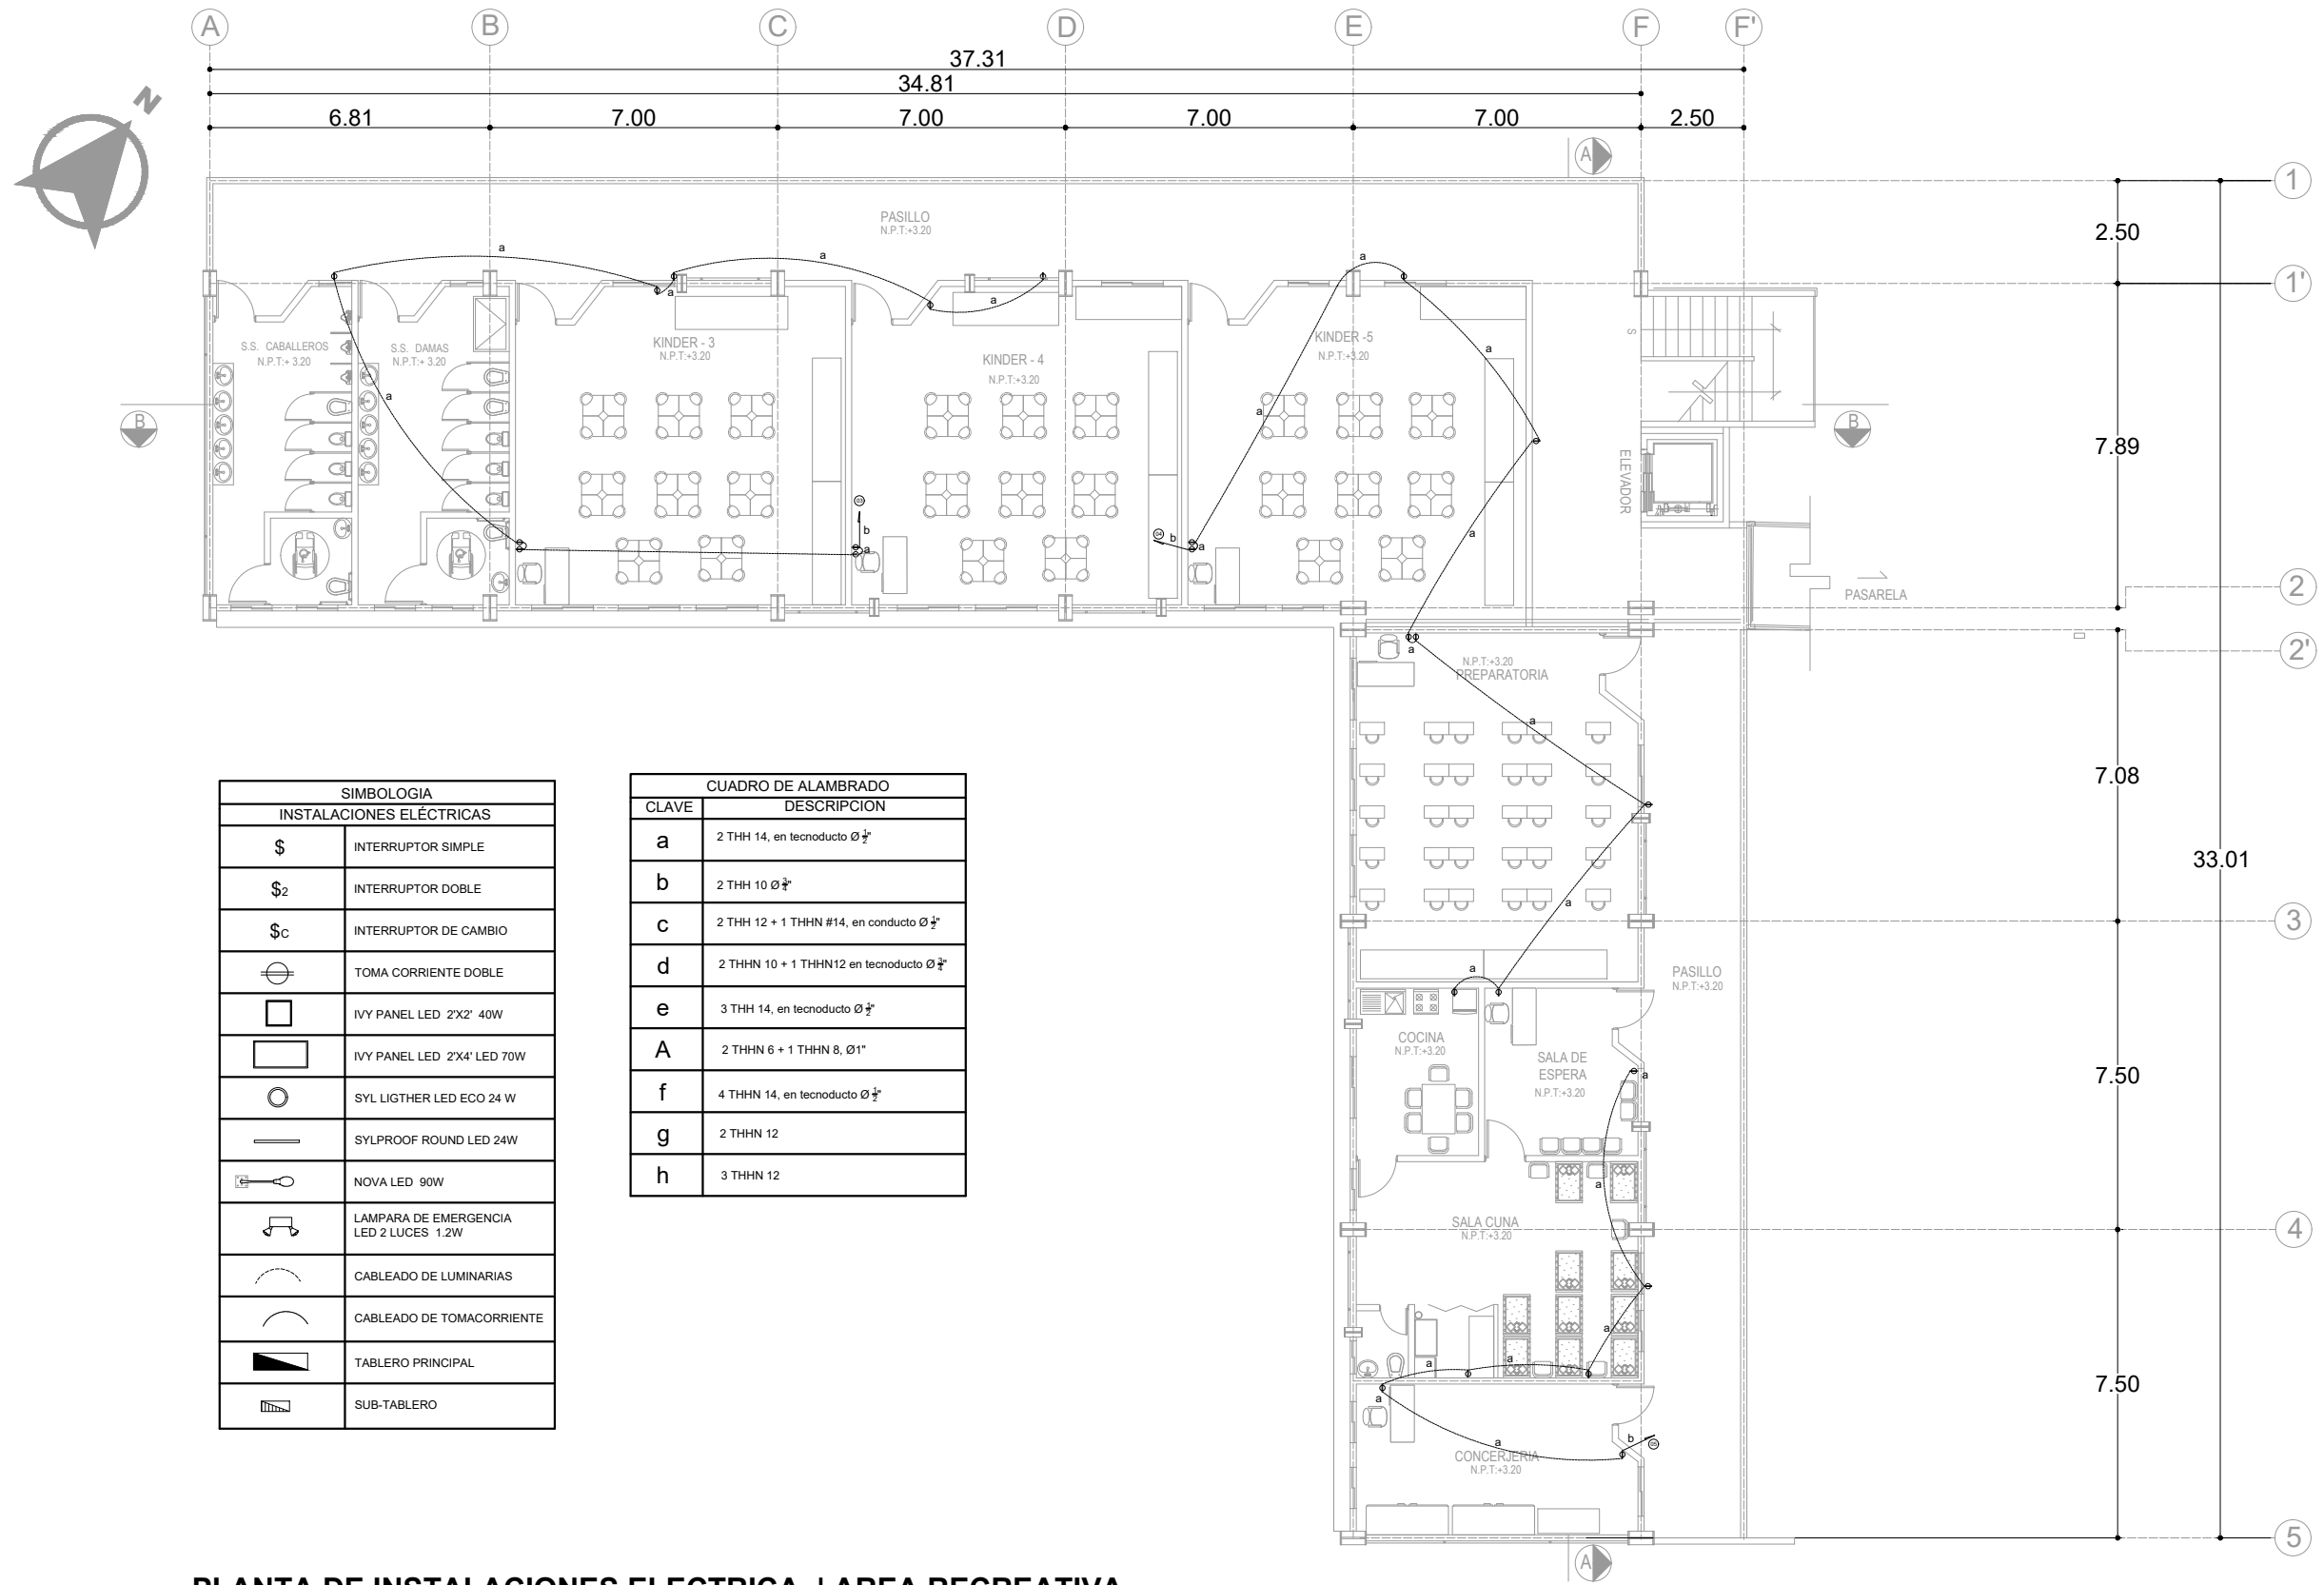 A B C D E F F'
37.31
34.81
6.81 7.00 7.00 7.00 7.00 2.50
N
A
1
PASILLO
N.P.T:+3.20
2.50
a a a
1'
a a
S.S. CABALLEROS
N.P.T:+ 3.20
S.S. DAMAS
N.P.T:+ 3.20
KINDER - 3
N.P.T:+3.20
KINDER - 4
N.P.T:+3.20
KINDER -5
N.P.T:+3.20
S
a
a
a
B
B
ELEVADOR
7.89
03
b
a
04
b
a
a
PASARELA
2
2'
a
N.P.T:+3.20
PREPARATORIA
a
7.08
33.01
a
3
a
PASILLO
N.P.T:+3.20
COCINA
N.P.T:+3.20
SALA DE
ESPERA
N.P.T:+3.20
a
7.50
a
SALA CUNA
N.P.T:+3.20
4
a
a
a
7.50
a
a
b
05
CONCERJERIA
N.P.T:+3.20
5
A
SIMBOLOGIA
INSTALACIONES ELÉCTRICAS
$ INTERRUPTOR SIMPLE
$2 INTERRUPTOR DOBLE
$C INTERRUPTOR DE CAMBIO
TOMA CORRIENTE DOBLE
IVY PANEL LED 2'X2' 40W
IVY PANEL LED 2'X4' LED 70W
SYL LIGTHER LED ECO 24 W
SYLPROOF ROUND LED 24W
NOVA LED 90W
LAMPARA DE EMERGENCIA
LED 2 LUCES 1.2W
CABLEADO DE LUMINARIAS
CABLEADO DE TOMACORRIENTE
TABLERO PRINCIPAL
SUB-TABLERO
CUADRO DE ALAMBRADO
CLAVE DESCRIPCION
a 2 THH 14, en tecnoducto Ø ½"
b 2 THH 10 Ø ¾"
c 2 THH 12 + 1 THHN #14, en conducto Ø ½"
d 2 THHN 10 + 1 THHN12 en tecnoducto Ø ¾"
e 3 THH 14, en tecnoducto Ø ½"
A 2 THHN 6 + 1 THHN 8, Ø1"
f 4 THHN 14, en tecnoducto Ø ½"
g 2 THHN 12
h 3 THHN 12
PLANTA DE INSTALACIONES ELECTRICA | AREA RECREATIVA